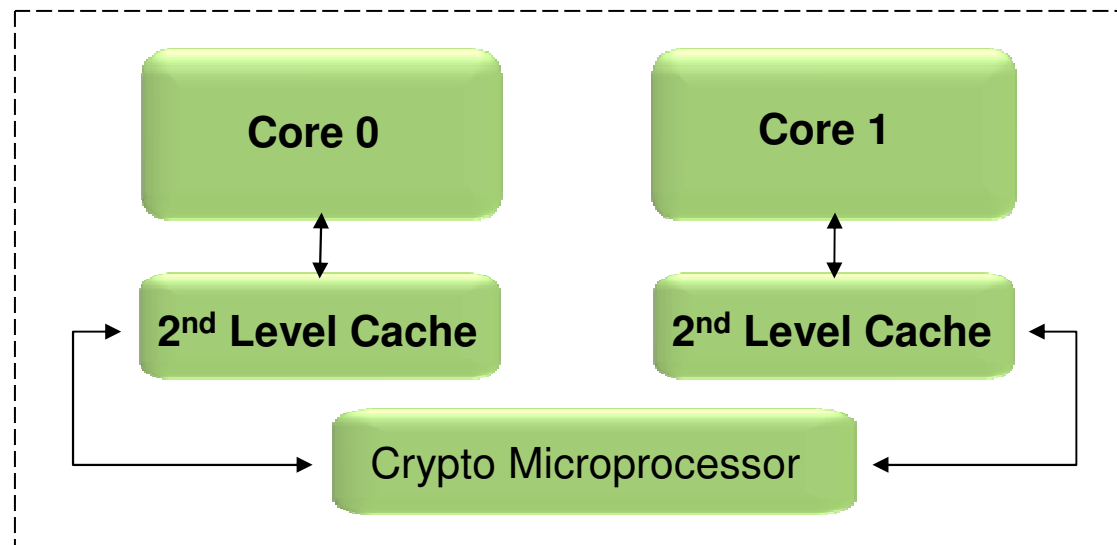 Core 0
Core 1
2nd Level Cache
2nd Level Cache
Crypto Microprocessor